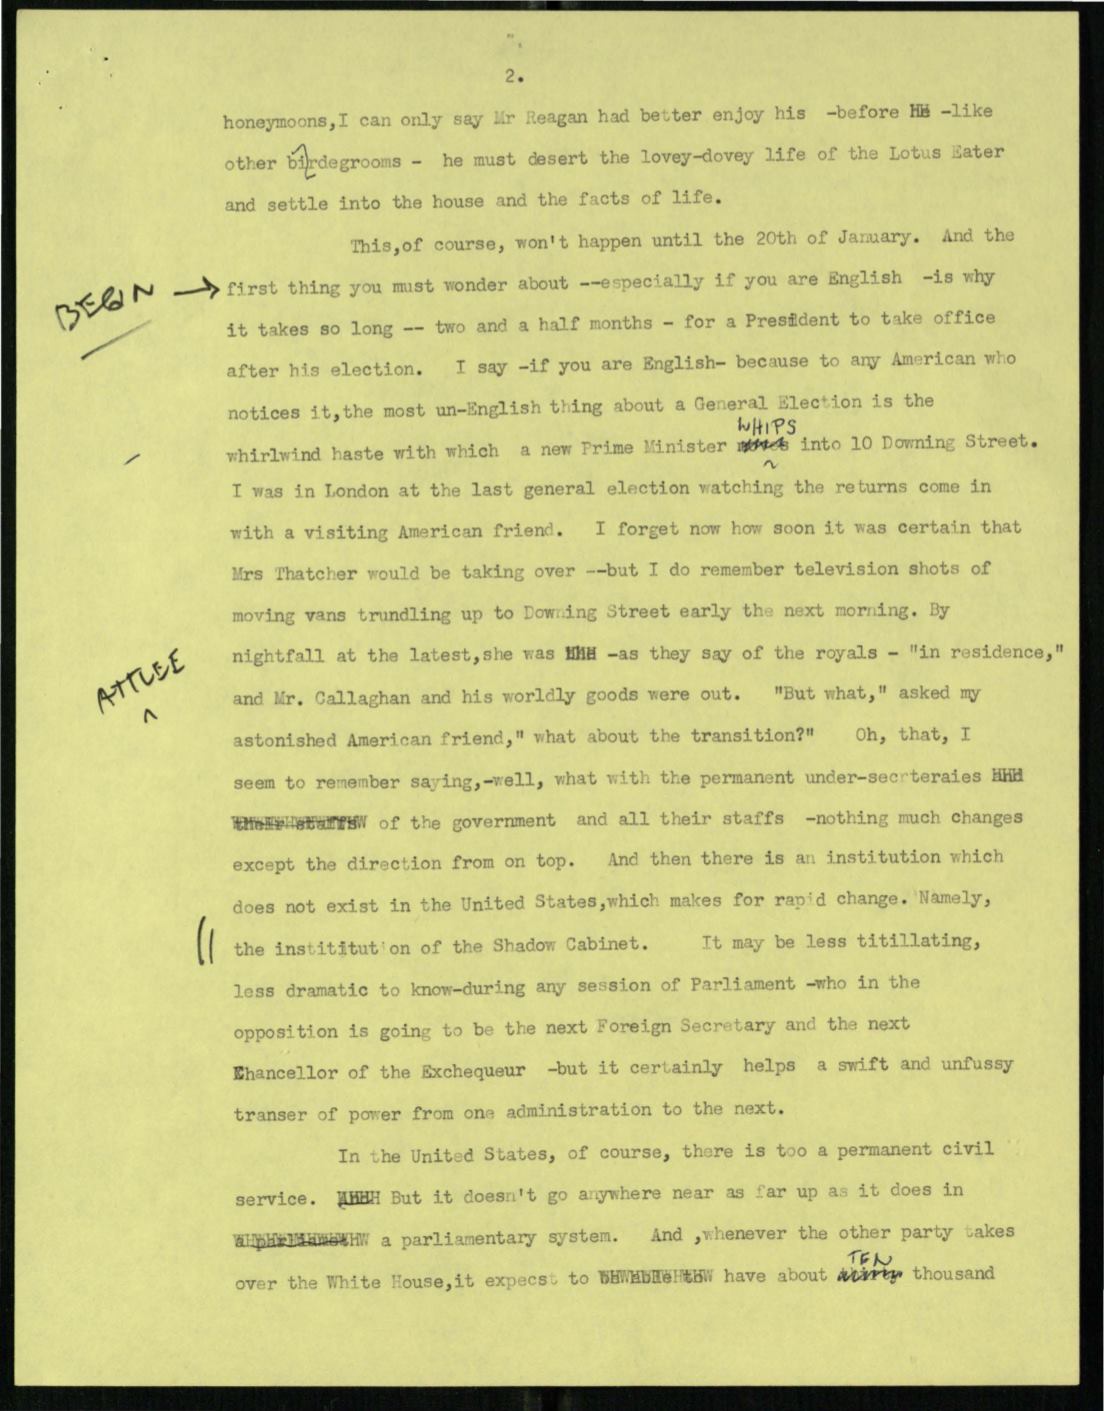 2.
honeymoons,I can only say Mr Reagan had better enjoy his -before -like
other birdegrooms - he must desert the lovey-dovey life of the Lotus Eater
and settle into the house and the facts of life.
This,of course, won't happen until the 20th of January. And the
BEGIN → first thing you must wonder about --especially if you are English -is why
it takes so long -- two and a half months - for a President to take office
after his election. I say -if you are English- because to any American who
notices it,the most un-English thing about a General Election is the
WHIPS
whirlwind haste with which a new Prime Minister into 10 Downing Street.
I was in London at the last general election watching the returns come in
with a visiting American friend. I forget now how soon it was certain that
Mrs Thatcher would be taking over --but I do remember television shots of
moving vans trundling up to Downing Street early the next morning. By
nightfall at the latest,she was -as they say of the royals - "in residence,"
ATTLEE
and Mr. Callaghan and his worldly goods were out. "But what," asked my
astonished American friend," what about the transition?" Oh, that, I
seem to remember saying,-well, what with the permanent under-secrteraies
their staffs of the government and all their staffs -nothing much changes
except the direction from on top. And then there is an institution which
does not exist in the United States,which makes for rapid change. Namely,
the instititution of the Shadow Cabinet. It may be less titillating,
less dramatic to know-during any session of Parliament -who in the
opposition is going to be the next Foreign Secretary and the next
Chancellor of the Exchequeur -but it certainly helps a swift and unfussy
transer of power from one administration to the next.
In the United States, of course, there is too a permanent civil
service. But it doesn't go anywhere near as far up as it does in
a parliamentary system. And ,whenever the other party takes
TEN
over the White House,it expecst to have about thousand